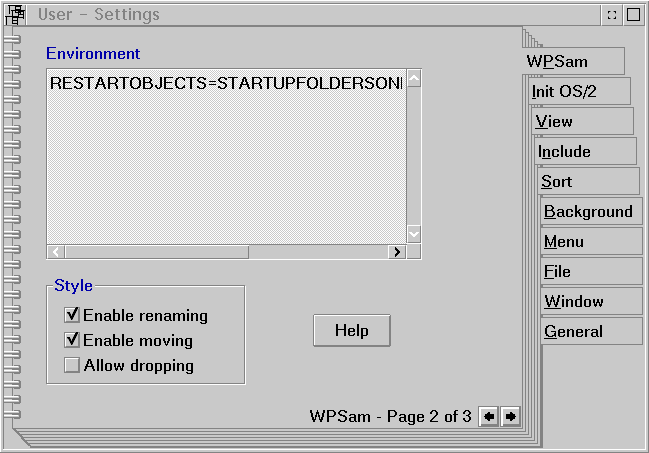 User - Settings
Environment
RESTARTOBJECTS=STARTUPFOLDERSON
Style
Enable renaming
Enable moving
Allow dropping
Help
WPSam - Page 2 of 3
WPSam
Init OS/2
View
Include
Sort
Background
Menu
File
Window
General